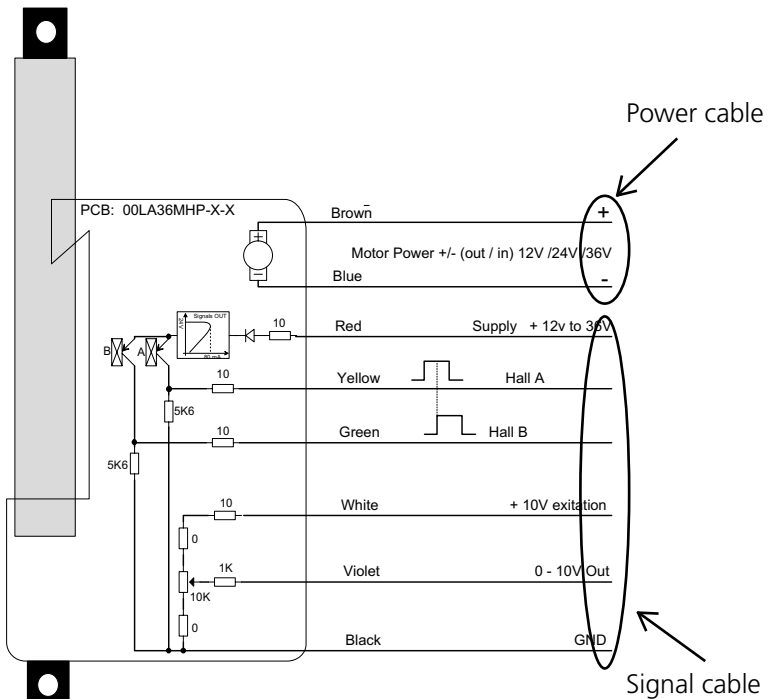 Power cable
PCB: 00LA36MHP-X-X
Brown
+
+
Motor Power +/- (out / in) 12V /24V /36V
-
Blue
-
Signals OUT
24 V
80 mA
10
Red
Supply + 12v to 36V
B
A
10
Yellow
Hall A
5K6
10
Green
Hall B
5K6
10
White
+ 10V exitation
0
1K
Violet
0 - 10V Out
10K
0
Black
GND
Signal cable